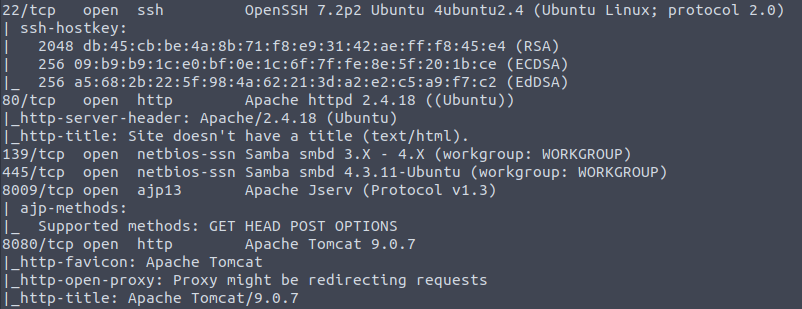 22/tcp   open  ssh         OpenSSH 7.2p2 Ubuntu 4ubuntu2.4 (Ubuntu Linux; protocol 2.0)
| ssh-hostkey:
|   2048 db:45:cb:be:4a:8b:71:f8:e9:31:42:ae:ff:f8:45:e4 (RSA)
|   256 09:b9:b9:1c:e0:bf:0e:1c:6f:7f:fe:8e:5f:20:1b:ce (ECDSA)
|_  256 a5:68:2b:22:5f:98:4a:62:21:3d:a2:e2:c5:a9:f7:c2 (EdDSA)
80/tcp   open  http        Apache httpd 2.4.18 ((Ubuntu))
|_http-server-header: Apache/2.4.18 (Ubuntu)
|_http-title: Site doesn't have a title (text/html).
139/tcp  open  netbios-ssn Samba smbd 3.X - 4.X (workgroup: WORKGROUP)
445/tcp  open  netbios-ssn Samba smbd 4.3.11-Ubuntu (workgroup: WORKGROUP)
8009/tcp open  ajp13       Apache Jserv (Protocol v1.3)
| ajp-methods:
|_  Supported methods: GET HEAD POST OPTIONS
8080/tcp open  http        Apache Tomcat 9.0.7
|_http-favicon: Apache Tomcat
|_http-open-proxy: Proxy might be redirecting requests
|_http-title: Apache Tomcat/9.0.7